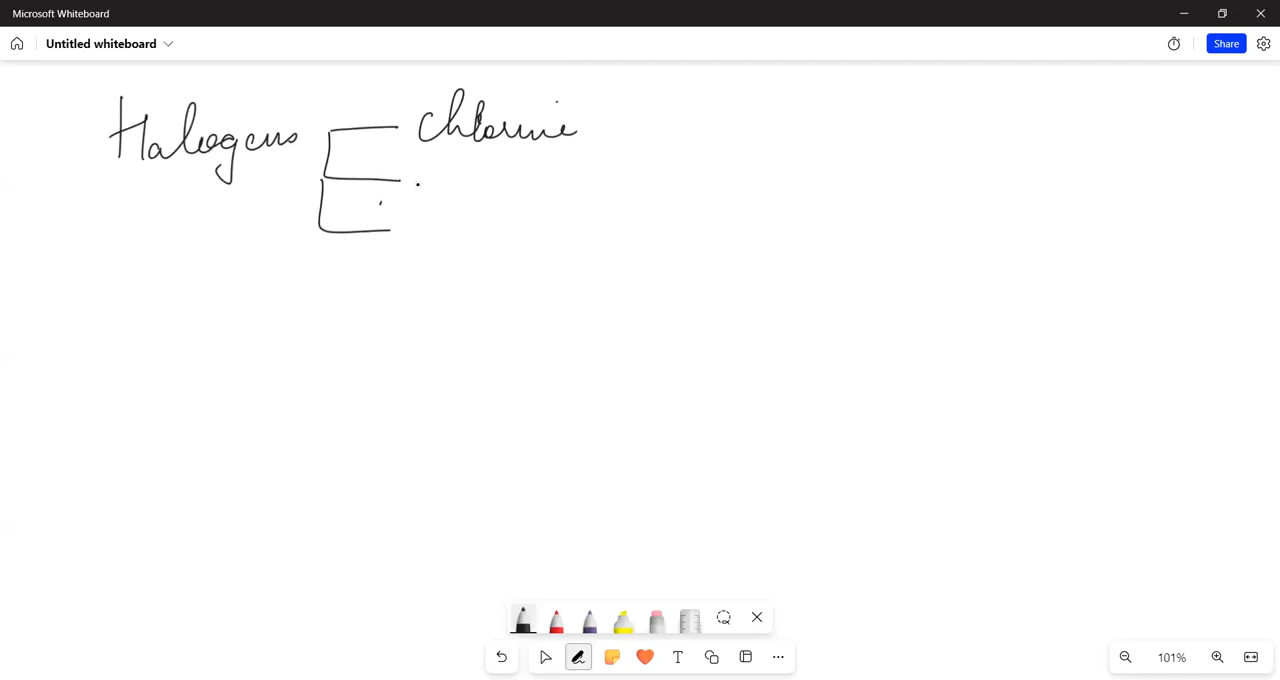 Microsoft Whiteboard
Untitled whiteboard
Share
Halogens Chlorine
T
101%